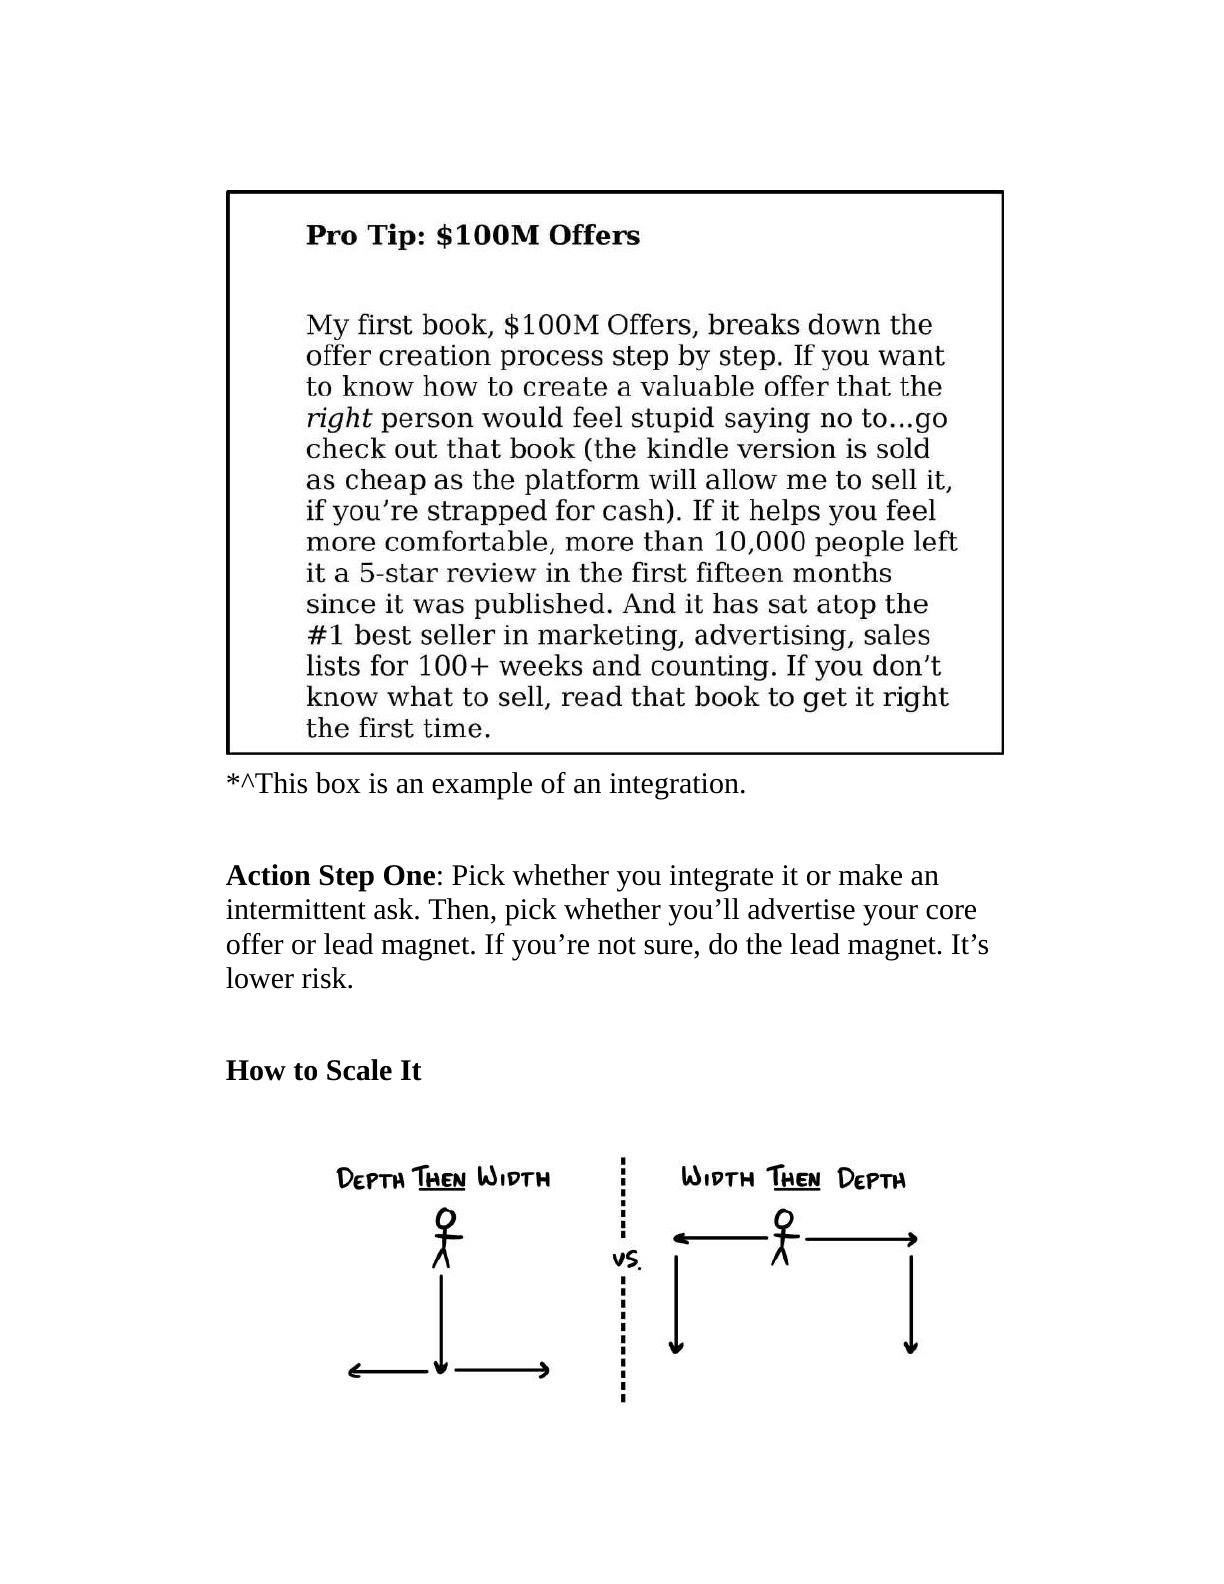 Pro Tip: $100M Offers
My first book, $100M Offers, breaks down the
offer creation process step by step. If you want
to know how to create a valuable offer that the
right person would feel stupid saying no to...go
check out that book (the kindle version is sold
as cheap as the platform will allow me to sell it,
if you’re strapped for cash). If it helps you feel
more comfortable, more than 10,000 people left
it a 5-star review in the first fifteen months
since it was published. And it has sat atop the
#1 best seller in marketing, advertising, sales
lists for 100+ weeks and counting. If you don’t
know what to sell, read that book to get it right
the first time.
*^This box is an example of an integration.
Action Step One: Pick whether you integrate it or make an
intermittent ask. Then, pick whether you’ll advertise your core
offer or lead magnet. If you’re not sure, do the lead magnet. It’s
lower risk.
How to Scale It
DEPTH THEN WIDTH
VS.
WIDTH THEN DEPTH